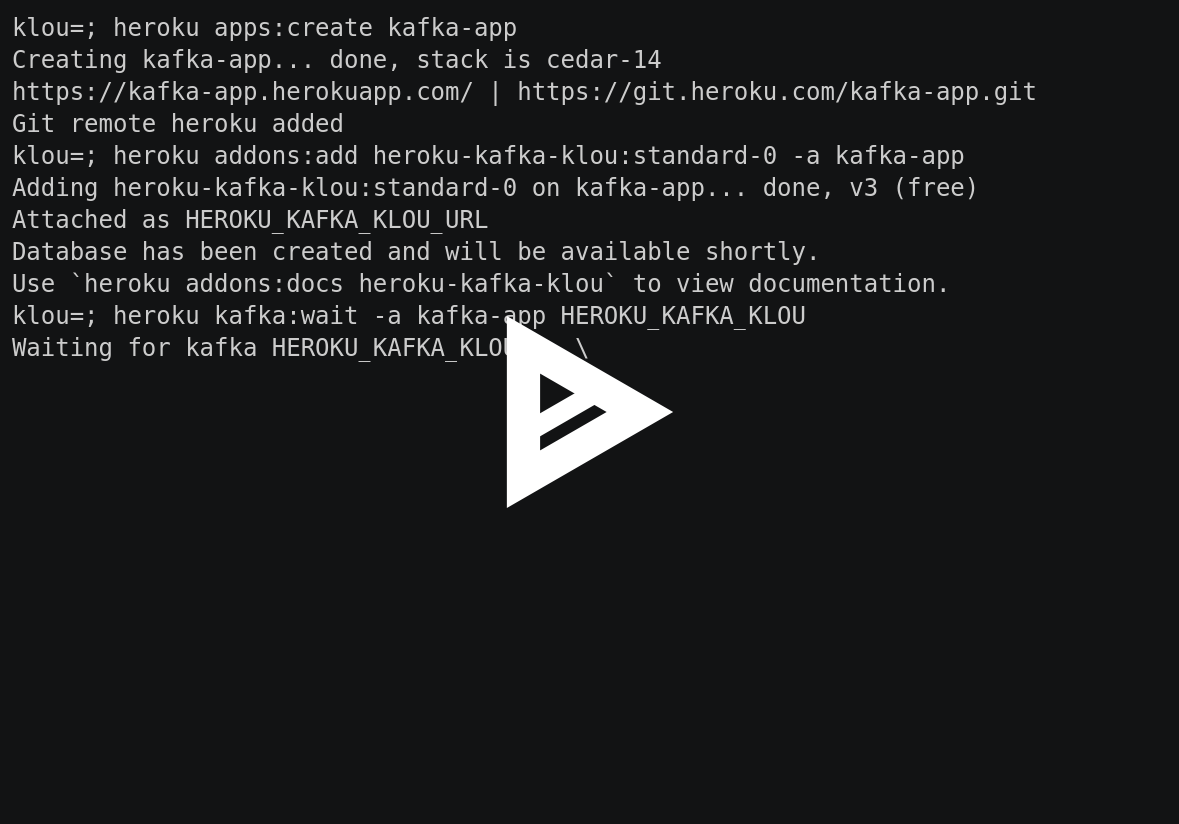 klou=; heroku apps:create kafka-app
Creating kafka-app... done, stack is cedar-14
https://kafka-app.herokuapp.com/ | https://git.heroku.com/kafka-app.git
Git remote heroku added
klou=; heroku addons:add heroku-kafka-klou:standard-0 -a kafka-app
Adding heroku-kafka-klou:standard-0 on kafka-app... done, v3 (free)
Attached as HEROKU_KAFKA_KLOU_URL
Database has been created and will be available shortly.
Use `heroku addons:docs heroku-kafka-klou` to view documentation.
klou=; heroku kafka:wait -a kafka-app HEROKU_KAFKA_KLOU
Waiting for kafka HEROKU_KAFKA_KLOU \